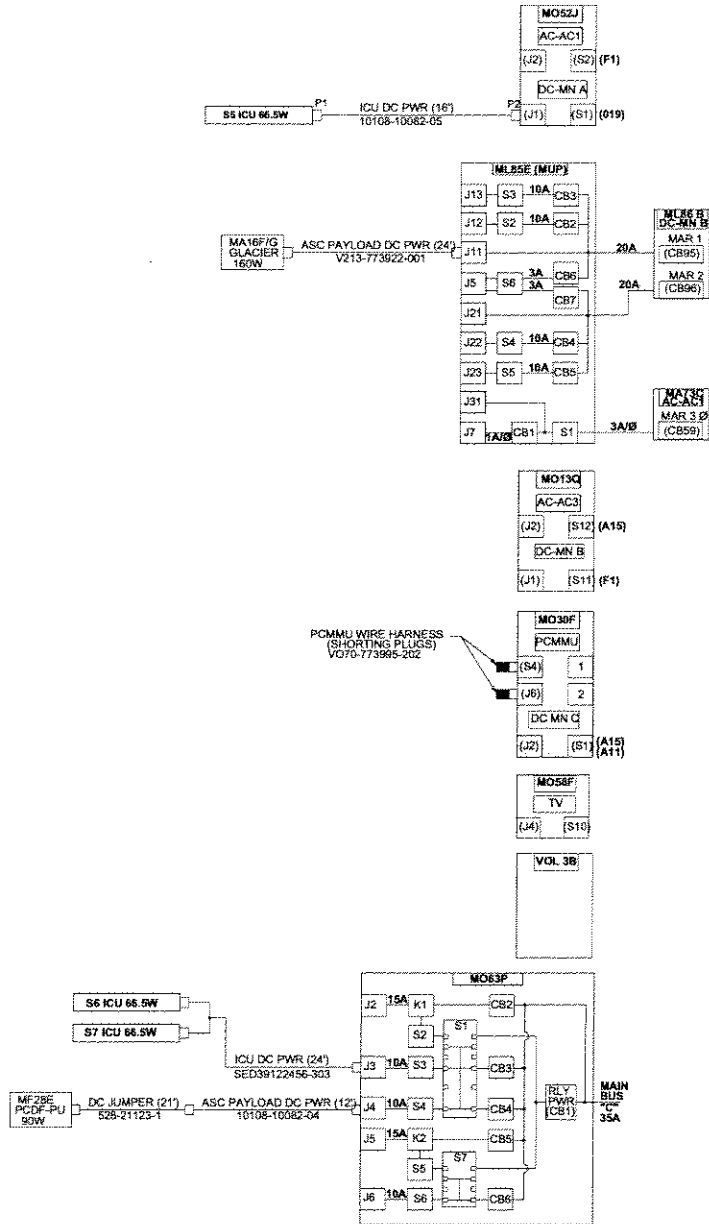 MO52J
AC-AC1
(J2) (S2) (F1)
DC-MN A
S5 ICU 66.5W P1 ICU DC PWR (16') P2 (J1) (S1) (019)
10108-10082-05
ML85E (MUP)
J13 S3 10A CB3
J12 S2 10A CB2
ML86 B
DC-MN B
MA16F/G
GLACIER
160W
ASC PAYLOAD DC PWR (24')
V213-773922-001
J11 20A MAR 1
(CB95)
J5 S6 3A CB6
3A CB7
20A MAR 2
(CB96)
J21
J22 S4 10A CB4
J23 S5 10A CB5
J31
MA73C
AC-AC1
MAR 3 Ø
(CB59)
J7 1A/Ø CB1 S1 3A/Ø
MO13Q
AC-AC3
(J2) (S12) (A15)
DC-MN B
(J1) (S11) (F1)
MO30F
PCMMU
PCMMU WIRE HARNESS
(SHORTING PLUGS)
VO70-773995-202
(S4) 1
(J6) 2
DC MN C
(J2) (S1) (A15)
(A11)
MO58F
TV
(J4) (S10)
VOL 3B
MO63P
S6 ICU 66.5W
S7 ICU 66.5W
J2 15A K1 CB2
S2 S1
ICU DC PWR (24')
SED39122456-303
J3 10A S3 CB3
MF28E
PCDF-PU
90W
DC JUMPER (21')
528-21123-1
ASC PAYLOAD DC PWR (12')
10108-10082-04
J4 10A S4 CB4
RLY
PWR
(CB1)
MAIN
BUS
"C"
35A
J5 15A K2 CB5
S5 S7
J6 10A S6 CB6